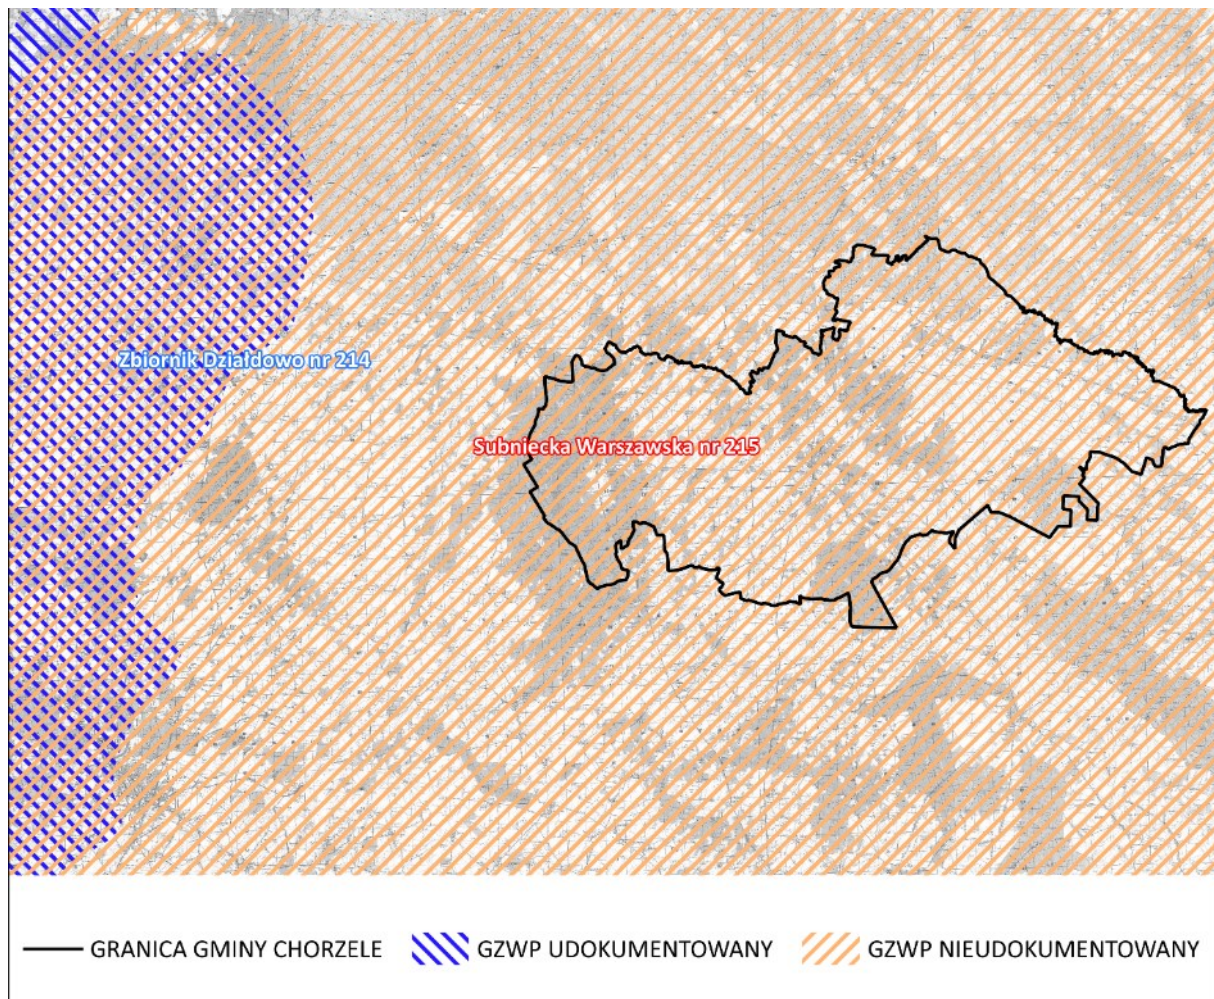 Zbiornik Działdowo nr 214
Subniecka Warszawska nr 215
GRANICA GMINY CHORZELE
GZWP UDOKUMENTOWANY
GZWP NIEUDOKUMENTOWANY